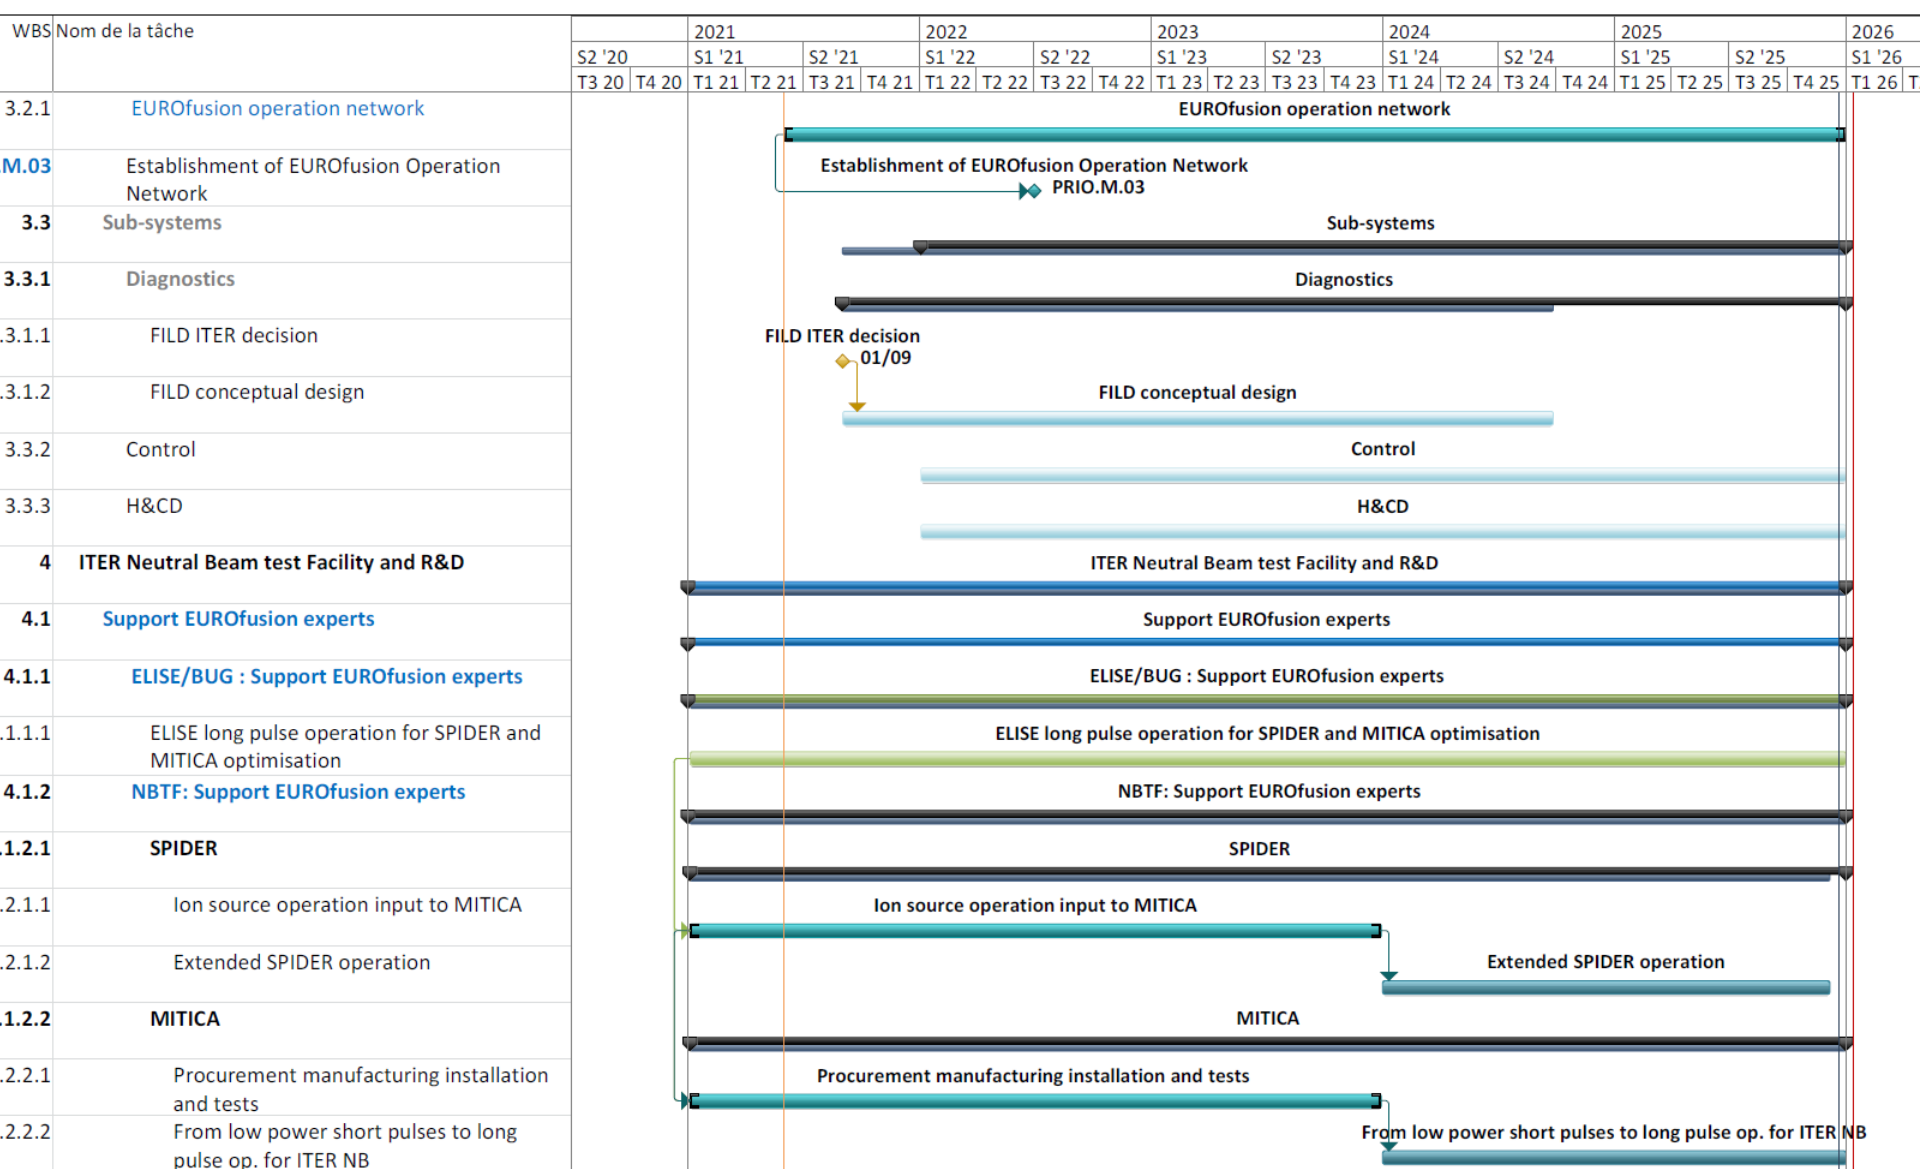 WBS Nom de la tâche
2021 2022 2023 2024 2025 2026
S2 '20 S1 '21 S2 '21 S1 '22 S2 '22 S1 '23 S2 '23 S1 '24 S2 '24 S1 '25 S2 '25 S1 '26
T3 20 T4 20 T1 21 T2 21 T3 21 T4 21 T1 22 T2 22 T3 22 T4 22 T1 23 T2 23 T3 23 T4 23 T1 24 T2 24 T3 24 T4 24 T1 25 T2 25 T3 25 T4 25 T1 26 T
3.2.1 EUROfusion operation network EUROfusion operation network
.M.03 Establishment of EUROfusion Operation Establishment of EUROfusion Operation Network
Network PRIO.M.03
3.3 Sub-systems Sub-systems
3.3.1 Diagnostics Diagnostics
.3.1.1 FILD ITER decision FILD ITER decision
01/09
.3.1.2 FILD conceptual design FILD conceptual design
3.3.2 Control Control
3.3.3 H&CD H&CD
4 ITER Neutral Beam test Facility and R&D ITER Neutral Beam test Facility and R&D
4.1 Support EUROfusion experts Support EUROfusion experts
4.1.1 ELISE/BUG : Support EUROfusion experts ELISE/BUG : Support EUROfusion experts
.1.1.1 ELISE long pulse operation for SPIDER and ELISE long pulse operation for SPIDER and MITICA optimisation
MITICA optimisation
4.1.2 NBTF: Support EUROfusion experts NBTF: Support EUROfusion experts
.1.2.1 SPIDER SPIDER
.2.1.1 Ion source operation input to MITICA Ion source operation input to MITICA
.2.1.2 Extended SPIDER operation Extended SPIDER operation
.1.2.2 MITICA MITICA
.2.2.1 Procurement manufacturing installation Procurement manufacturing installation and tests
and tests
.2.2.2 From low power short pulses to long From low power short pulses to long pulse op. for ITER NB
pulse op. for ITER NB